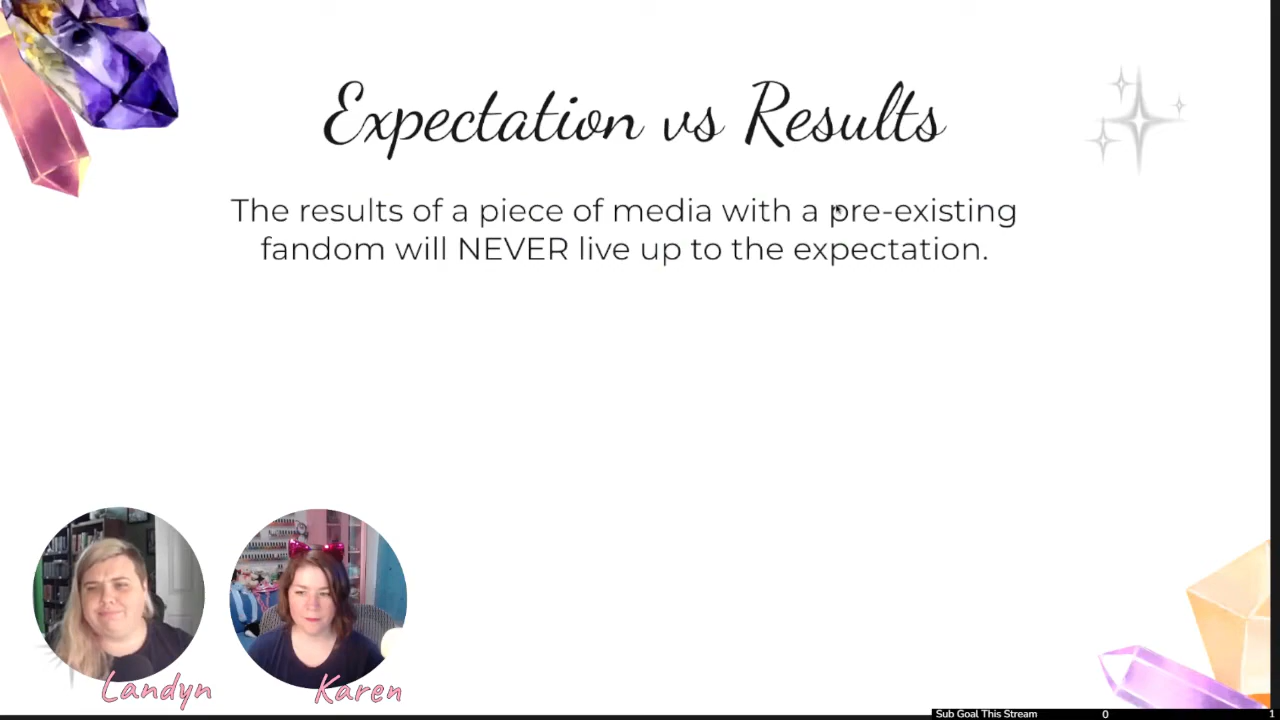 Expectation vs Results
The results of a piece of media with a pre-existing
fandom will NEVER live up to the expectation.
Landyn
Karen
Sub Goal This Stream 0 1